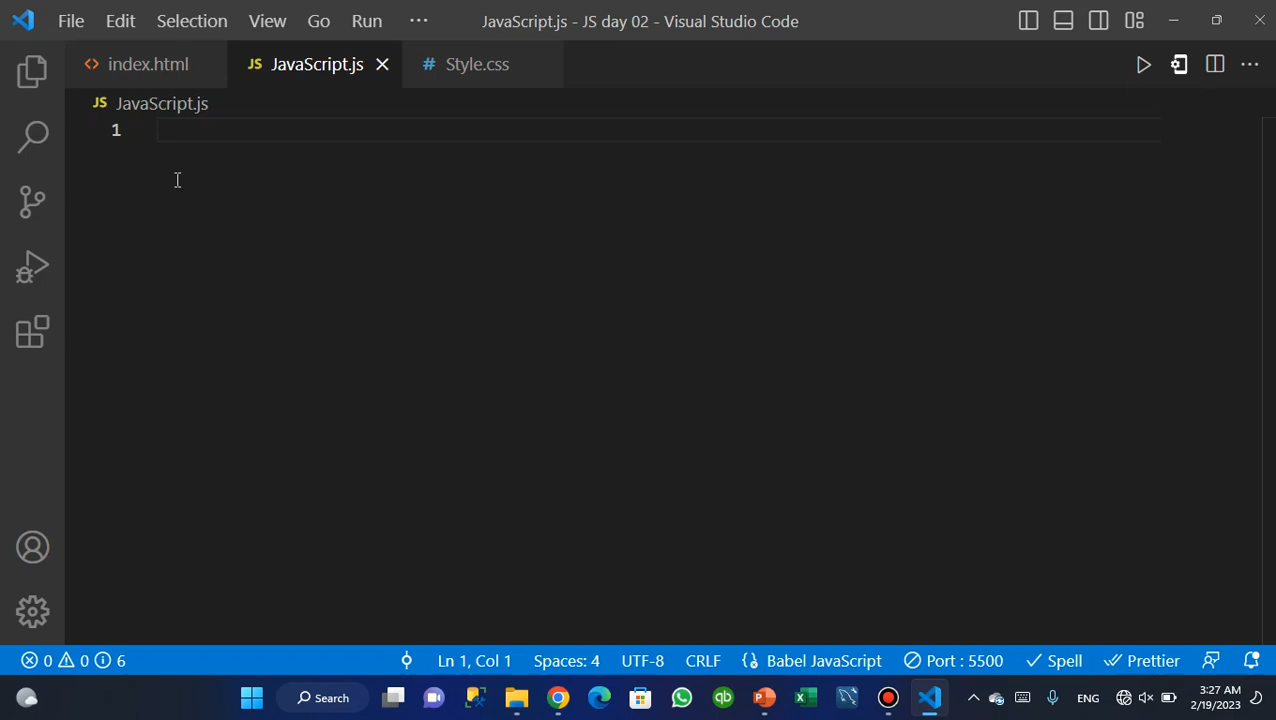 File Edit Selection View Go Run ··· JavaScript.js - JS day 02 - Visual Studio Code
<> index.html JS JavaScript.js # Style.css
JS JavaScript.js
1
0 0 6 Ln 1, Col 1 Spaces: 4 UTF-8 CRLF {} Babel JavaScript Port : 5500 Spell Prettier
Search qb ENG 3:27 AM
2/19/2023